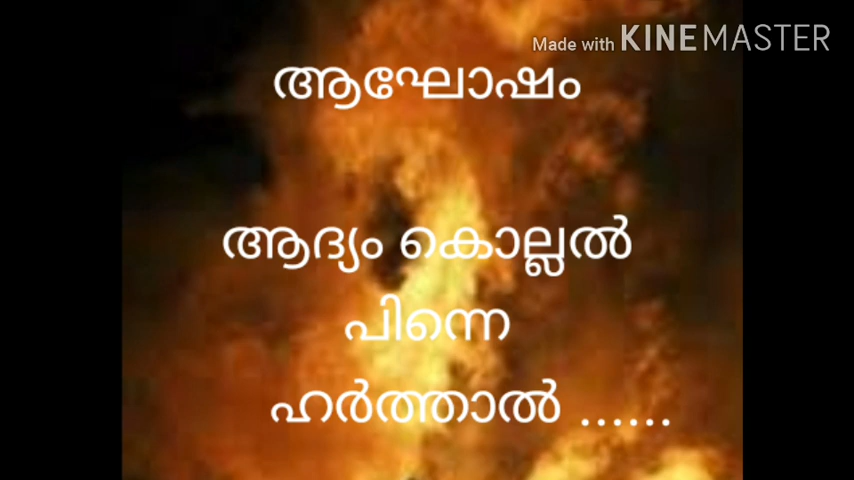 Made with KINEMASTER
ആഘോഷം
ആദ്യം കൊല്ലൽ
പിന്നെ
ഹർത്താൽ ......